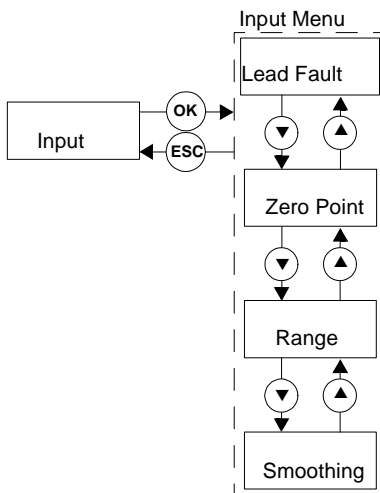 Input Menu
Lead Fault
OK
Input
ESC
Zero Point
Range
Smoothing